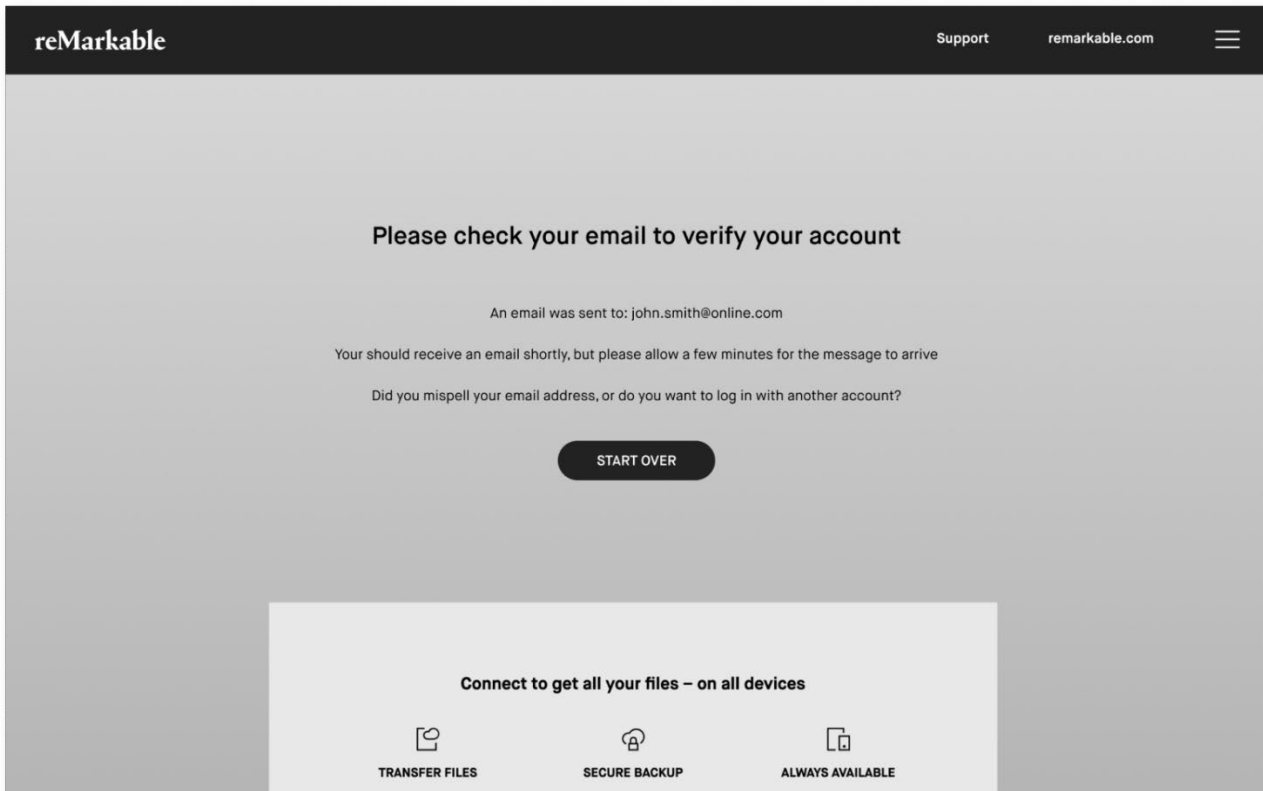 reMarkable Support remarkable.com
Please check your email to verify your account
An email was sent to: john.smith@online.com
Your should receive an email shortly, but please allow a few minutes for the message to arrive
Did you mispell your email address, or do you want to log in with another account?
START OVER
Connect to get all your files – on all devices
TRANSFER FILES SECURE BACKUP ALWAYS AVAILABLE